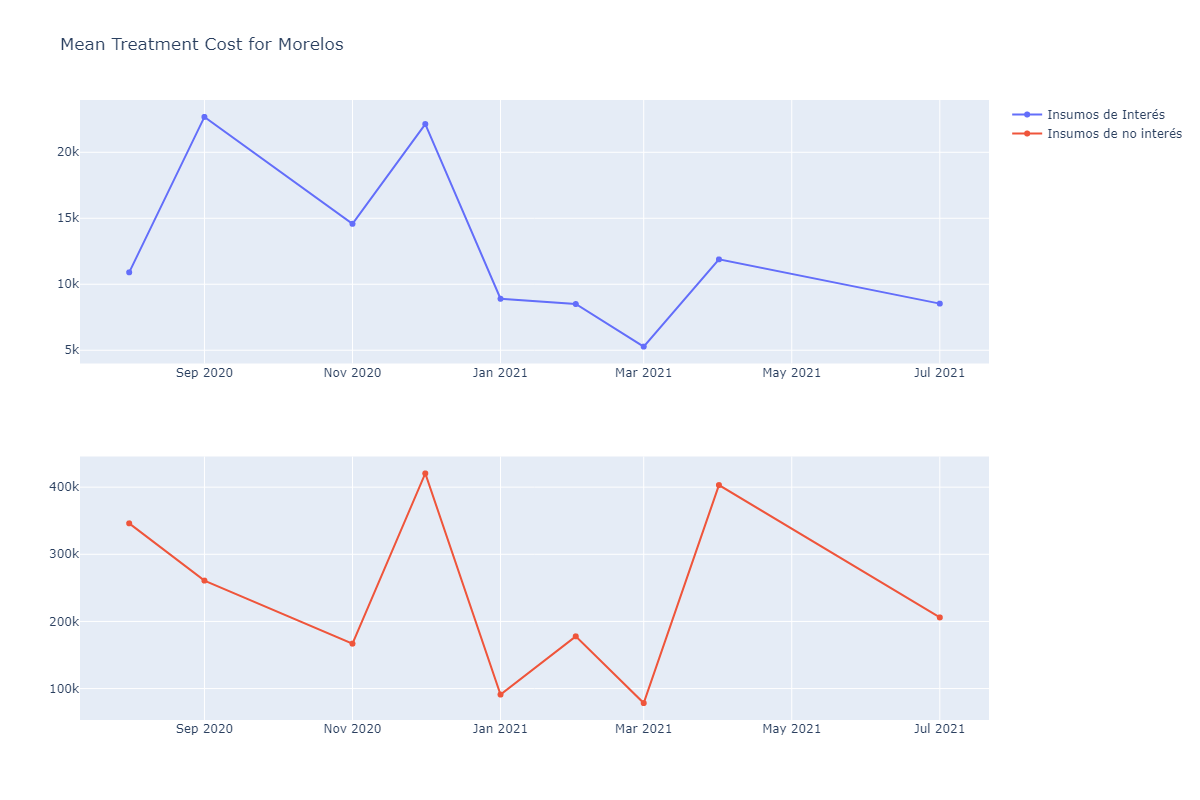 Mean Treatment Cost for Morelos
Insumos de Interés
Insumos de no interés
20k
15k
10k
5k
Sep 2020 Nov 2020 Jan 2021 Mar 2021 May 2021 Jul 2021
400k
300k
200k
100k
Sep 2020 Nov 2020 Jan 2021 Mar 2021 May 2021 Jul 2021